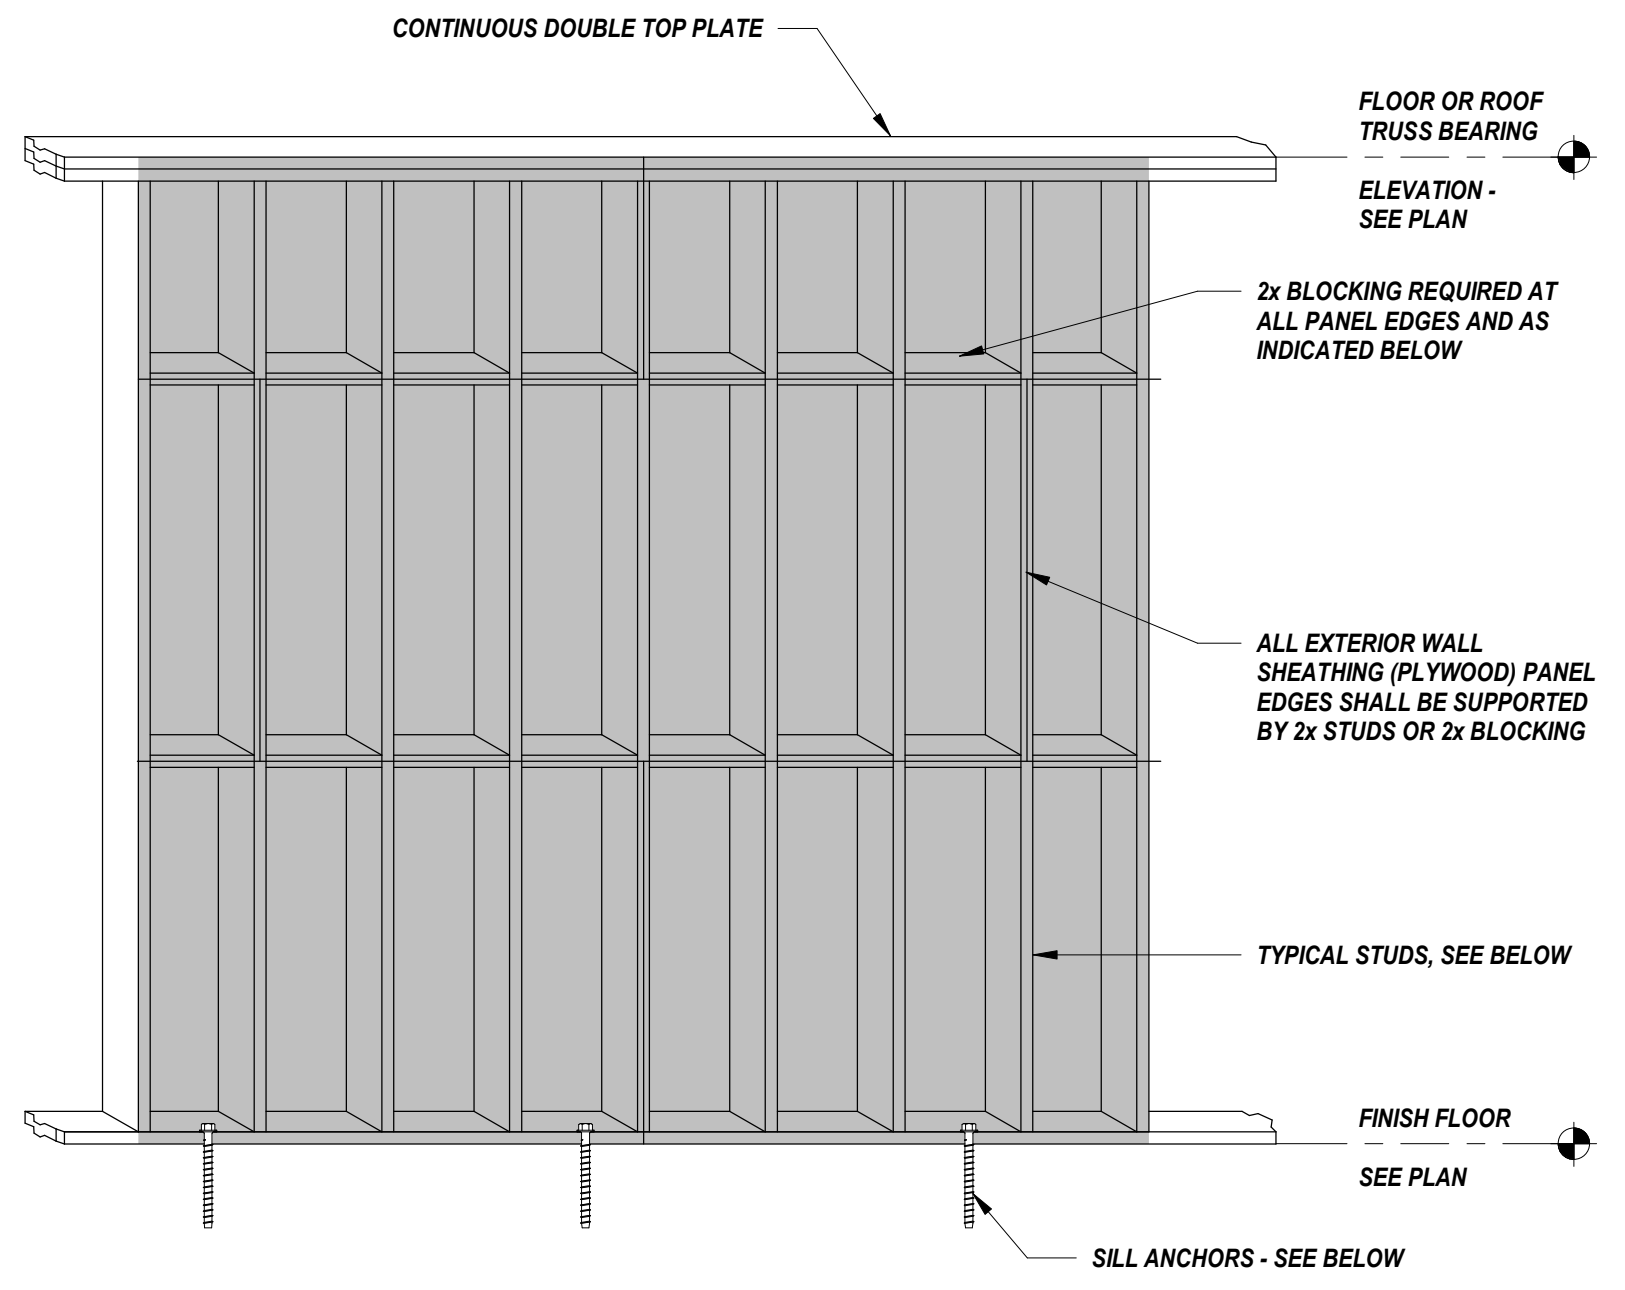 CONTINUOUS DOUBLE TOP PLATE
FLOOR OR ROOF
TRUSS BEARING
ELEVATION -
SEE PLAN
2x BLOCKING REQUIRED AT
ALL PANEL EDGES AND AS
INDICATED BELOW
ALL EXTERIOR WALL
SHEATHING (PLYWOOD) PANEL
EDGES SHALL BE SUPPORTED
BY 2x STUDS OR 2x BLOCKING
TYPICAL STUDS, SEE BELOW
FINISH FLOOR
SEE PLAN
SILL ANCHORS - SEE BELOW